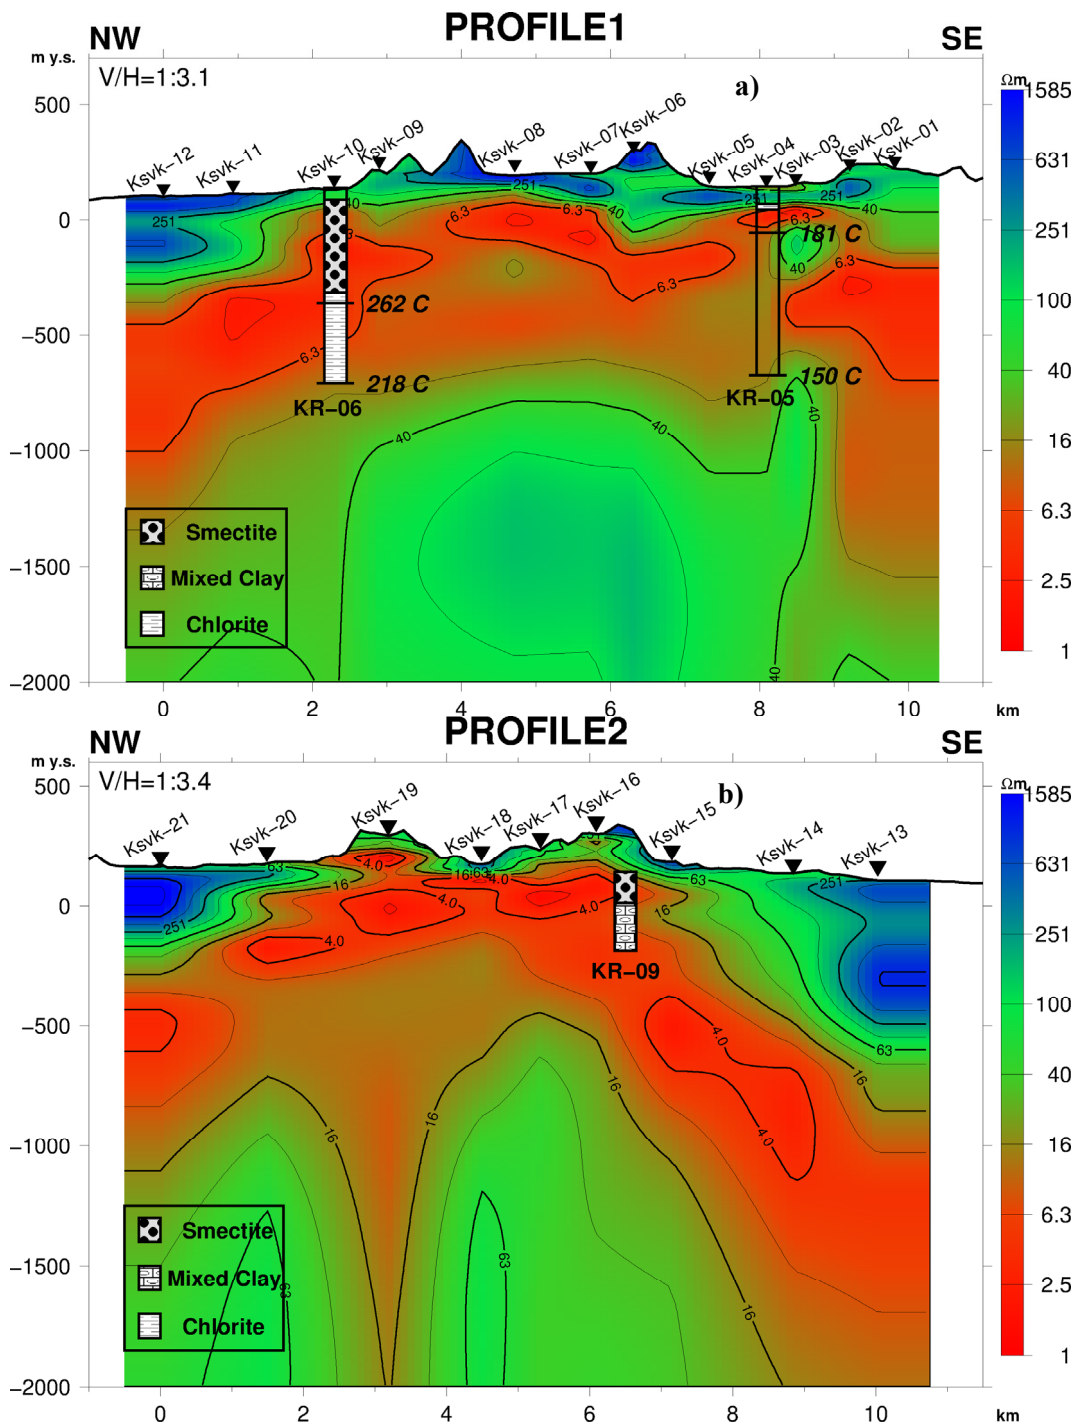 PROFILE1
NW
SE
m y.s.
V/H=1:3.1
a)
Ωm
1585
631
251
100
40
16
6.3
2.5
1
500
0
−500
−1000
−1500
−2000
Ksvk−12
Ksvk−11
Ksvk−10
Ksvk−09
Ksvk−08
Ksvk−07
Ksvk−06
Ksvk−05
Ksvk−04
Ksvk−03
Ksvk−02
Ksvk−01
251
40
251
6.3
6.3
40
6.3
251
6.3
40
40
6.3
6.3
40
40
40
40
181 C
262 C
218 C
150 C
KR−06
KR−05
Smectite
Mixed Clay
Chlorite
0 2 4 6 8 10 km
PROFILE2
NW
SE
m y.s.
V/H=1:3.4
b)
Ωm
1585
631
251
100
40
16
6.3
2.5
1
500
0
−500
−1000
−1500
−2000
Ksvk−21
Ksvk−20
Ksvk−19
Ksvk−18
Ksvk−17
Ksvk−16
Ksvk−15
Ksvk−14
Ksvk−13
63
4.0
16
63
4.0
16
4.0
4.0
251
4.0
63
16
251
63
16
4.0
4.0
16
16
16
16
63
63
KR−09
Smectite
Mixed Clay
Chlorite
0 2 4 6 8 10 km